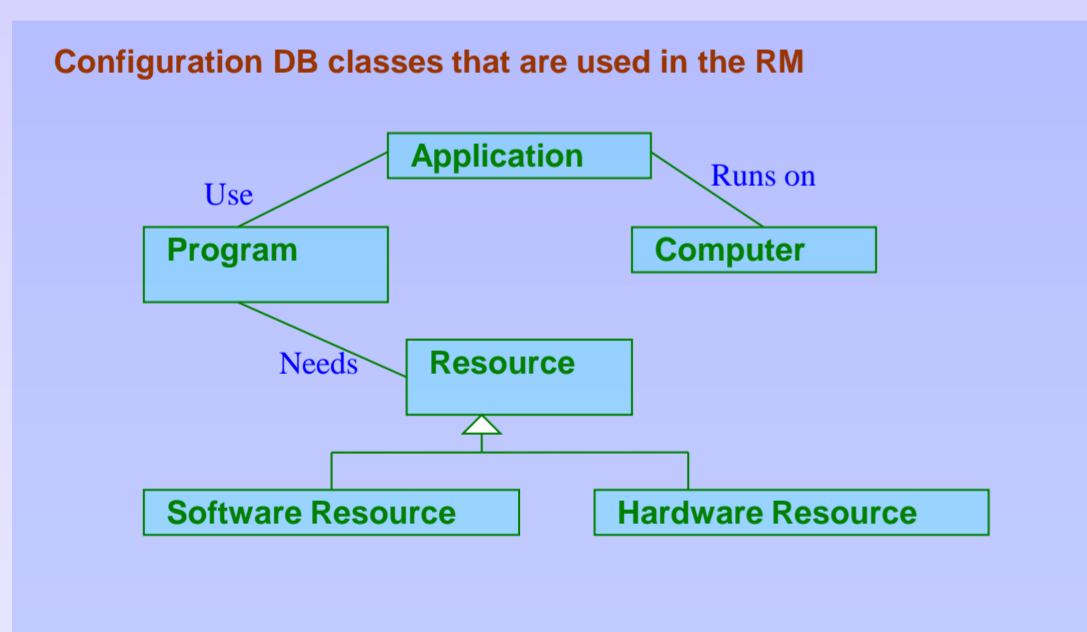 Configuration DB classes that are used in the RM
Application
Use
Runs on
Program
Computer
Needs
Resource
Software Resource
Hardware Resource